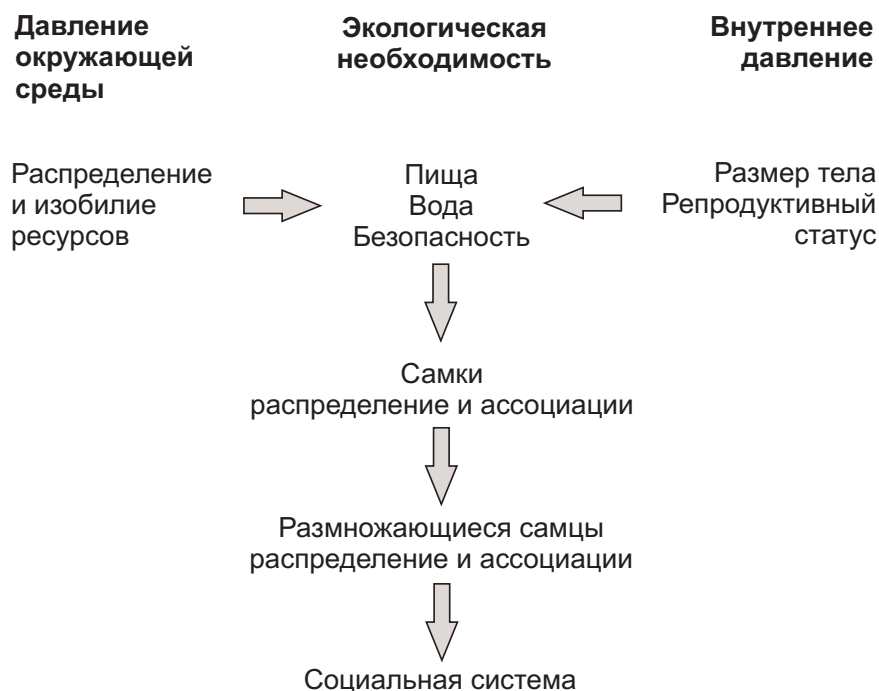 Давление
окружающей
среды
Экологическая
необходимость
Внутреннее
давление
Распределение
и изобилие
ресурсов
Пища
Вода
Безопасность
Размер тела
Репродуктивный
статус
Самки
распределение и ассоциации
Размножающиеся самцы
распределение и ассоциации
Социальная система